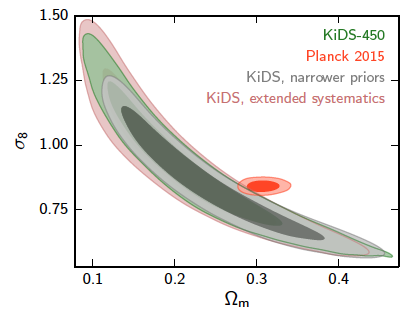 1.50
KiDS-450
Planck 2015
1.25
KiDS, narrower priors
KiDS, extended systematics
σ8
1.00
0.75
0.1
0.2
0.3
0.4
Ωm